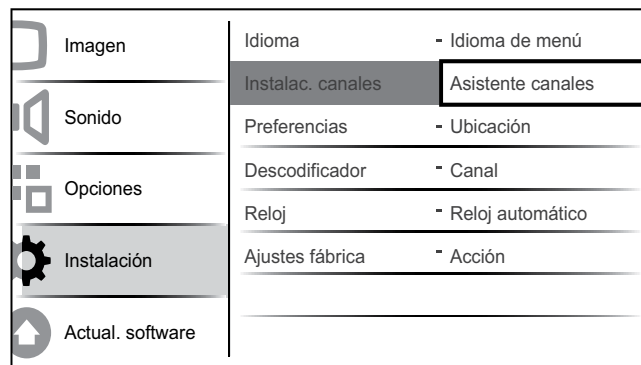 Imagen
Sonido
Opciones
Instalación
Actual. software
Idioma - Idioma de menú
Instalac. canales Asistente canales
Preferencias - Ubicación
Descodificador - Canal
Reloj - Reloj automático
Ajustes fábrica - Acción